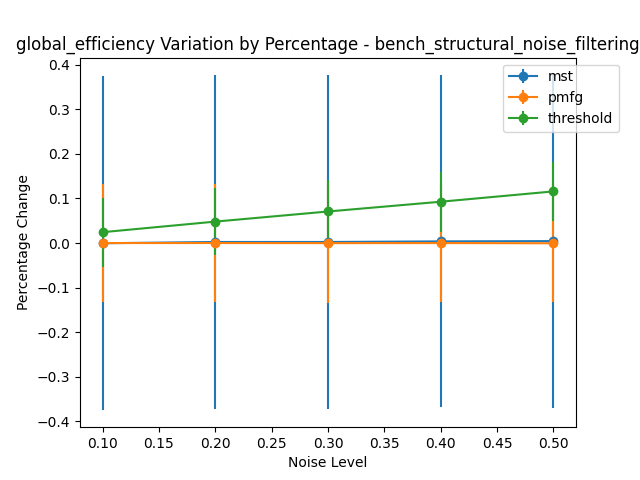 global_efficiency Variation by Percentage - bench_structural_noise_filtering
0.4
0.3
0.2
0.1
0.0
−0.1
−0.2
−0.3
−0.4
Percentage Change
mst
pmfg
threshold
0.10 0.15 0.20 0.25 0.30 0.35 0.40 0.45 0.50
Noise Level